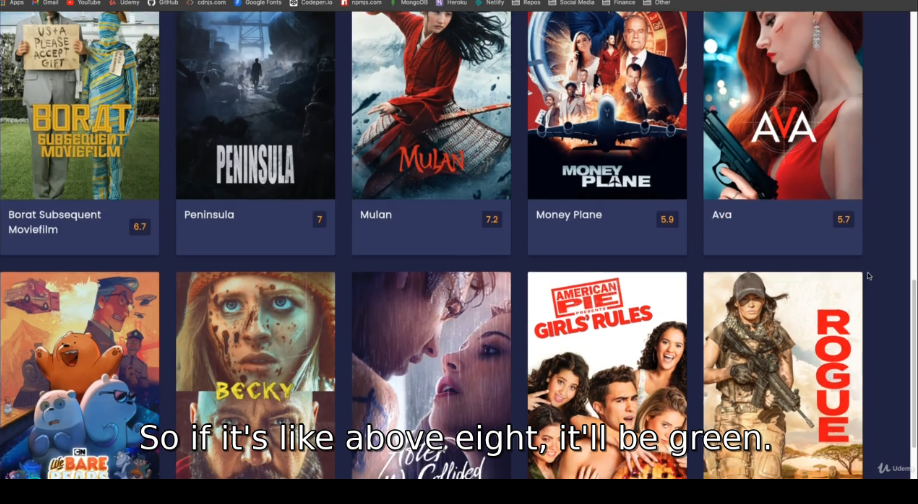 Apps Gmail YouTube Udemy GitHub cdnjs.com Google Fonts Codepen.io npmjs.com MongoDB Heroku Netlify Repos Social Media Finance Other
USA
PLEASE
ACCEPT
GIFT
BORAT
SUBSEQUENT
MOVIEFILM
PENINSULA
MULAN
MONEY
PLANE
AVA
Borat Subsequent
Moviefilm
6.7
Peninsula
7
Mulan
7.2
Money Plane
5.9
Ava
5.7
CN
We BARE
BECKY
Collided
AMERICAN
PIE
PRESENTS
GIRLS' RULES
ROGUE
So if it's like above eight, it'll be green.
Udemy